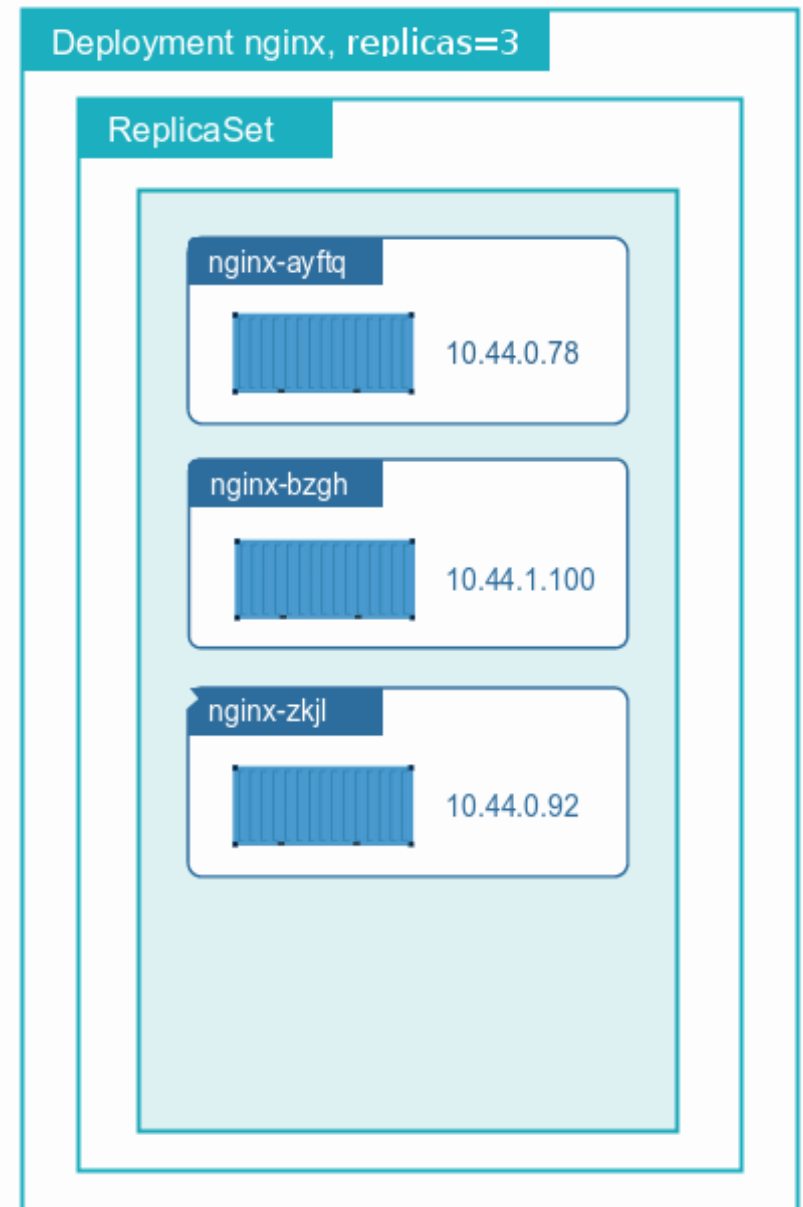 Deployment nginx, replicas=3
ReplicaSet
nginx-ayftq
10.44.0.78
nginx-bzgh
10.44.1.100
nginx-zkjl
10.44.0.92